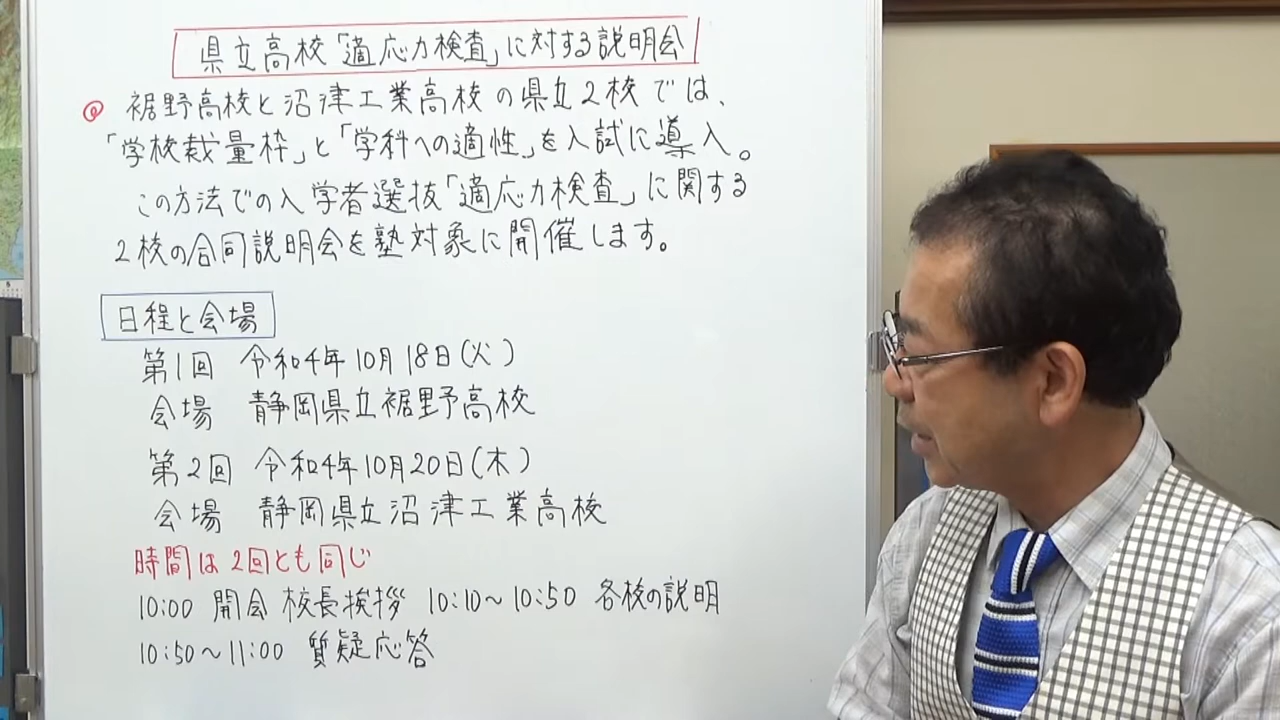 県立高校「適応力検査」に対する説明会
裾野高校と沼津工業高校の県立2校では、
「学校裁量枠」と「学科への適性」を入試に導入。
この方法での入学者選抜「適応力検査」に関する
2校の合同説明会を塾対象に開催します。
日程と会場
第1回 令和4年10月18日(火)
会場 静岡県立裾野高校
第2回 令和4年10月20日(木)
会場 静岡県立沼津工業高校
時間は2回とも同じ
10:00 開会 校長挨拶 10:10~10:50 各校の説明
10:50~11:00 質疑応答